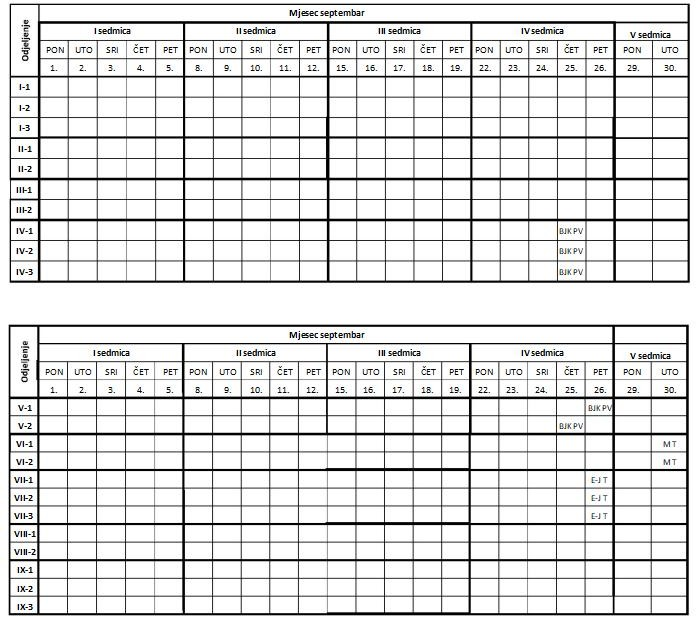 Odjeljenje
Mjesec septembar
I sedmica II sedmica III sedmica IV sedmica V sedmica
PON UTO SRI ČET PET PON UTO SRI ČET PET PON UTO SRI ČET PET PON UTO SRI ČET PET PON UTO
1. 2. 3. 4. 5. 8. 9. 10. 11. 12. 15. 16. 17. 18. 19. 22. 23. 24. 25. 26. 29. 30.
I-1
I-2
I-3
II-1
II-2
III-1
III-2
IV-1 BJK PV
IV-2 BJK PV
IV-3 BJK PV
Odjeljenje
Mjesec septembar
I sedmica II sedmica III sedmica IV sedmica V sedmica
PON UTO SRI ČET PET PON UTO SRI ČET PET PON UTO SRI ČET PET PON UTO SRI ČET PET PON UTO
1. 2. 3. 4. 5. 8. 9. 10. 11. 12. 15. 16. 17. 18. 19. 22. 23. 24. 25. 26. 29. 30.
V-1 BJK PV
V-2 BJK PV
VI-1 M T
VI-2 M T
VII-1 E-J T
VII-2 E-J T
VII-3 E-J T
VIII-1
VIII-2
IX-1
IX-2
IX-3